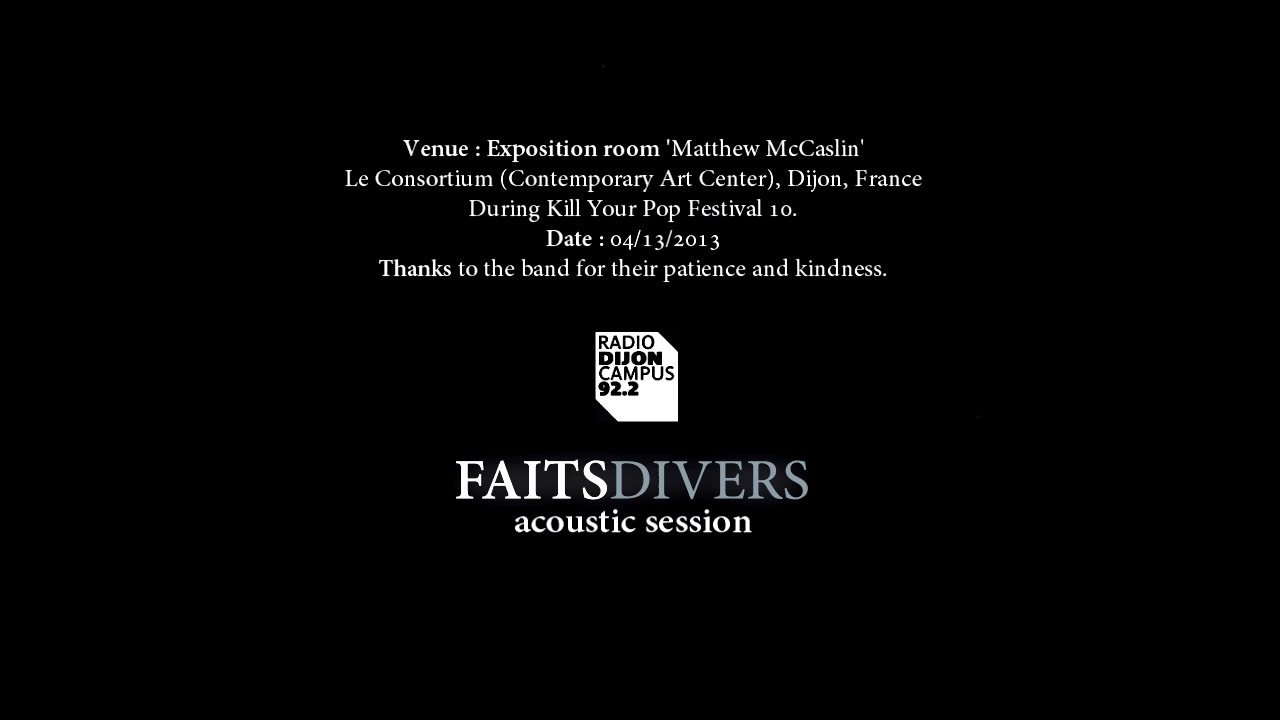 Venue : Exposition room 'Matthew McCaslin'
Le Consortium (Contemporary Art Center), Dijon, France
During Kill Your Pop Festival 10.
Date : 04/13/2013
Thanks to the band for their patience and kindness.
RADIO
DIJON
CAMPUS
92.2
FAITSDIVERS
acoustic session